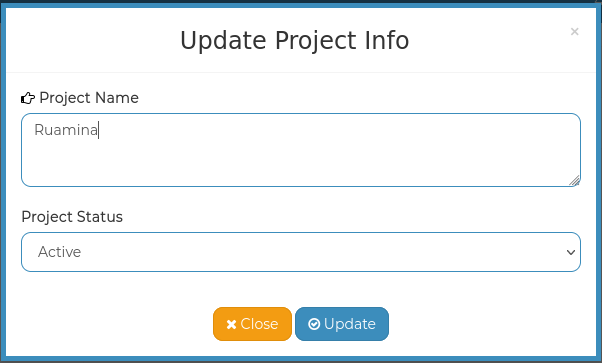 Update Project Info
×
Project Name
Ruamina
Project Status
Active
Close
Update